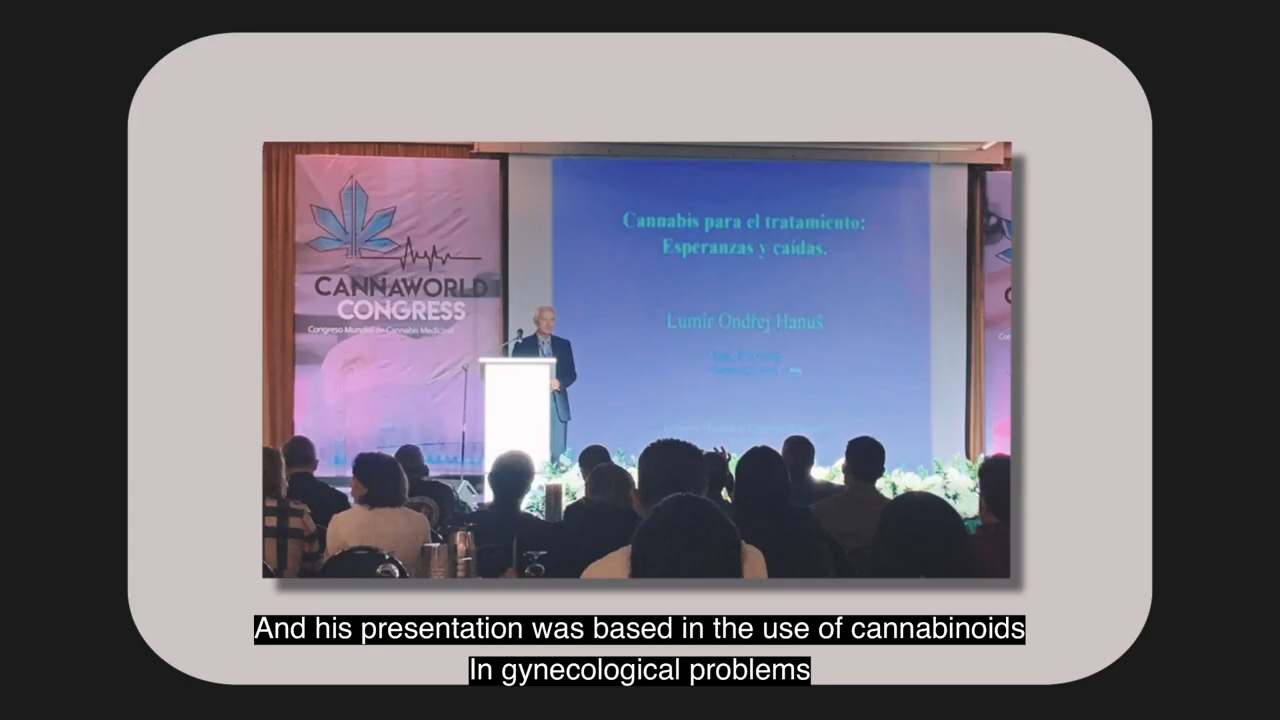 CANNAWORLD
CONGRESS
Congreso Mundial de Cannabis Medicinal
Cannabis para el tratamiento:
Esperanzas y caídas.
Lumír Ondřej Hanuš
And his presentation was based in the use of cannabinoids
In gynecological problems